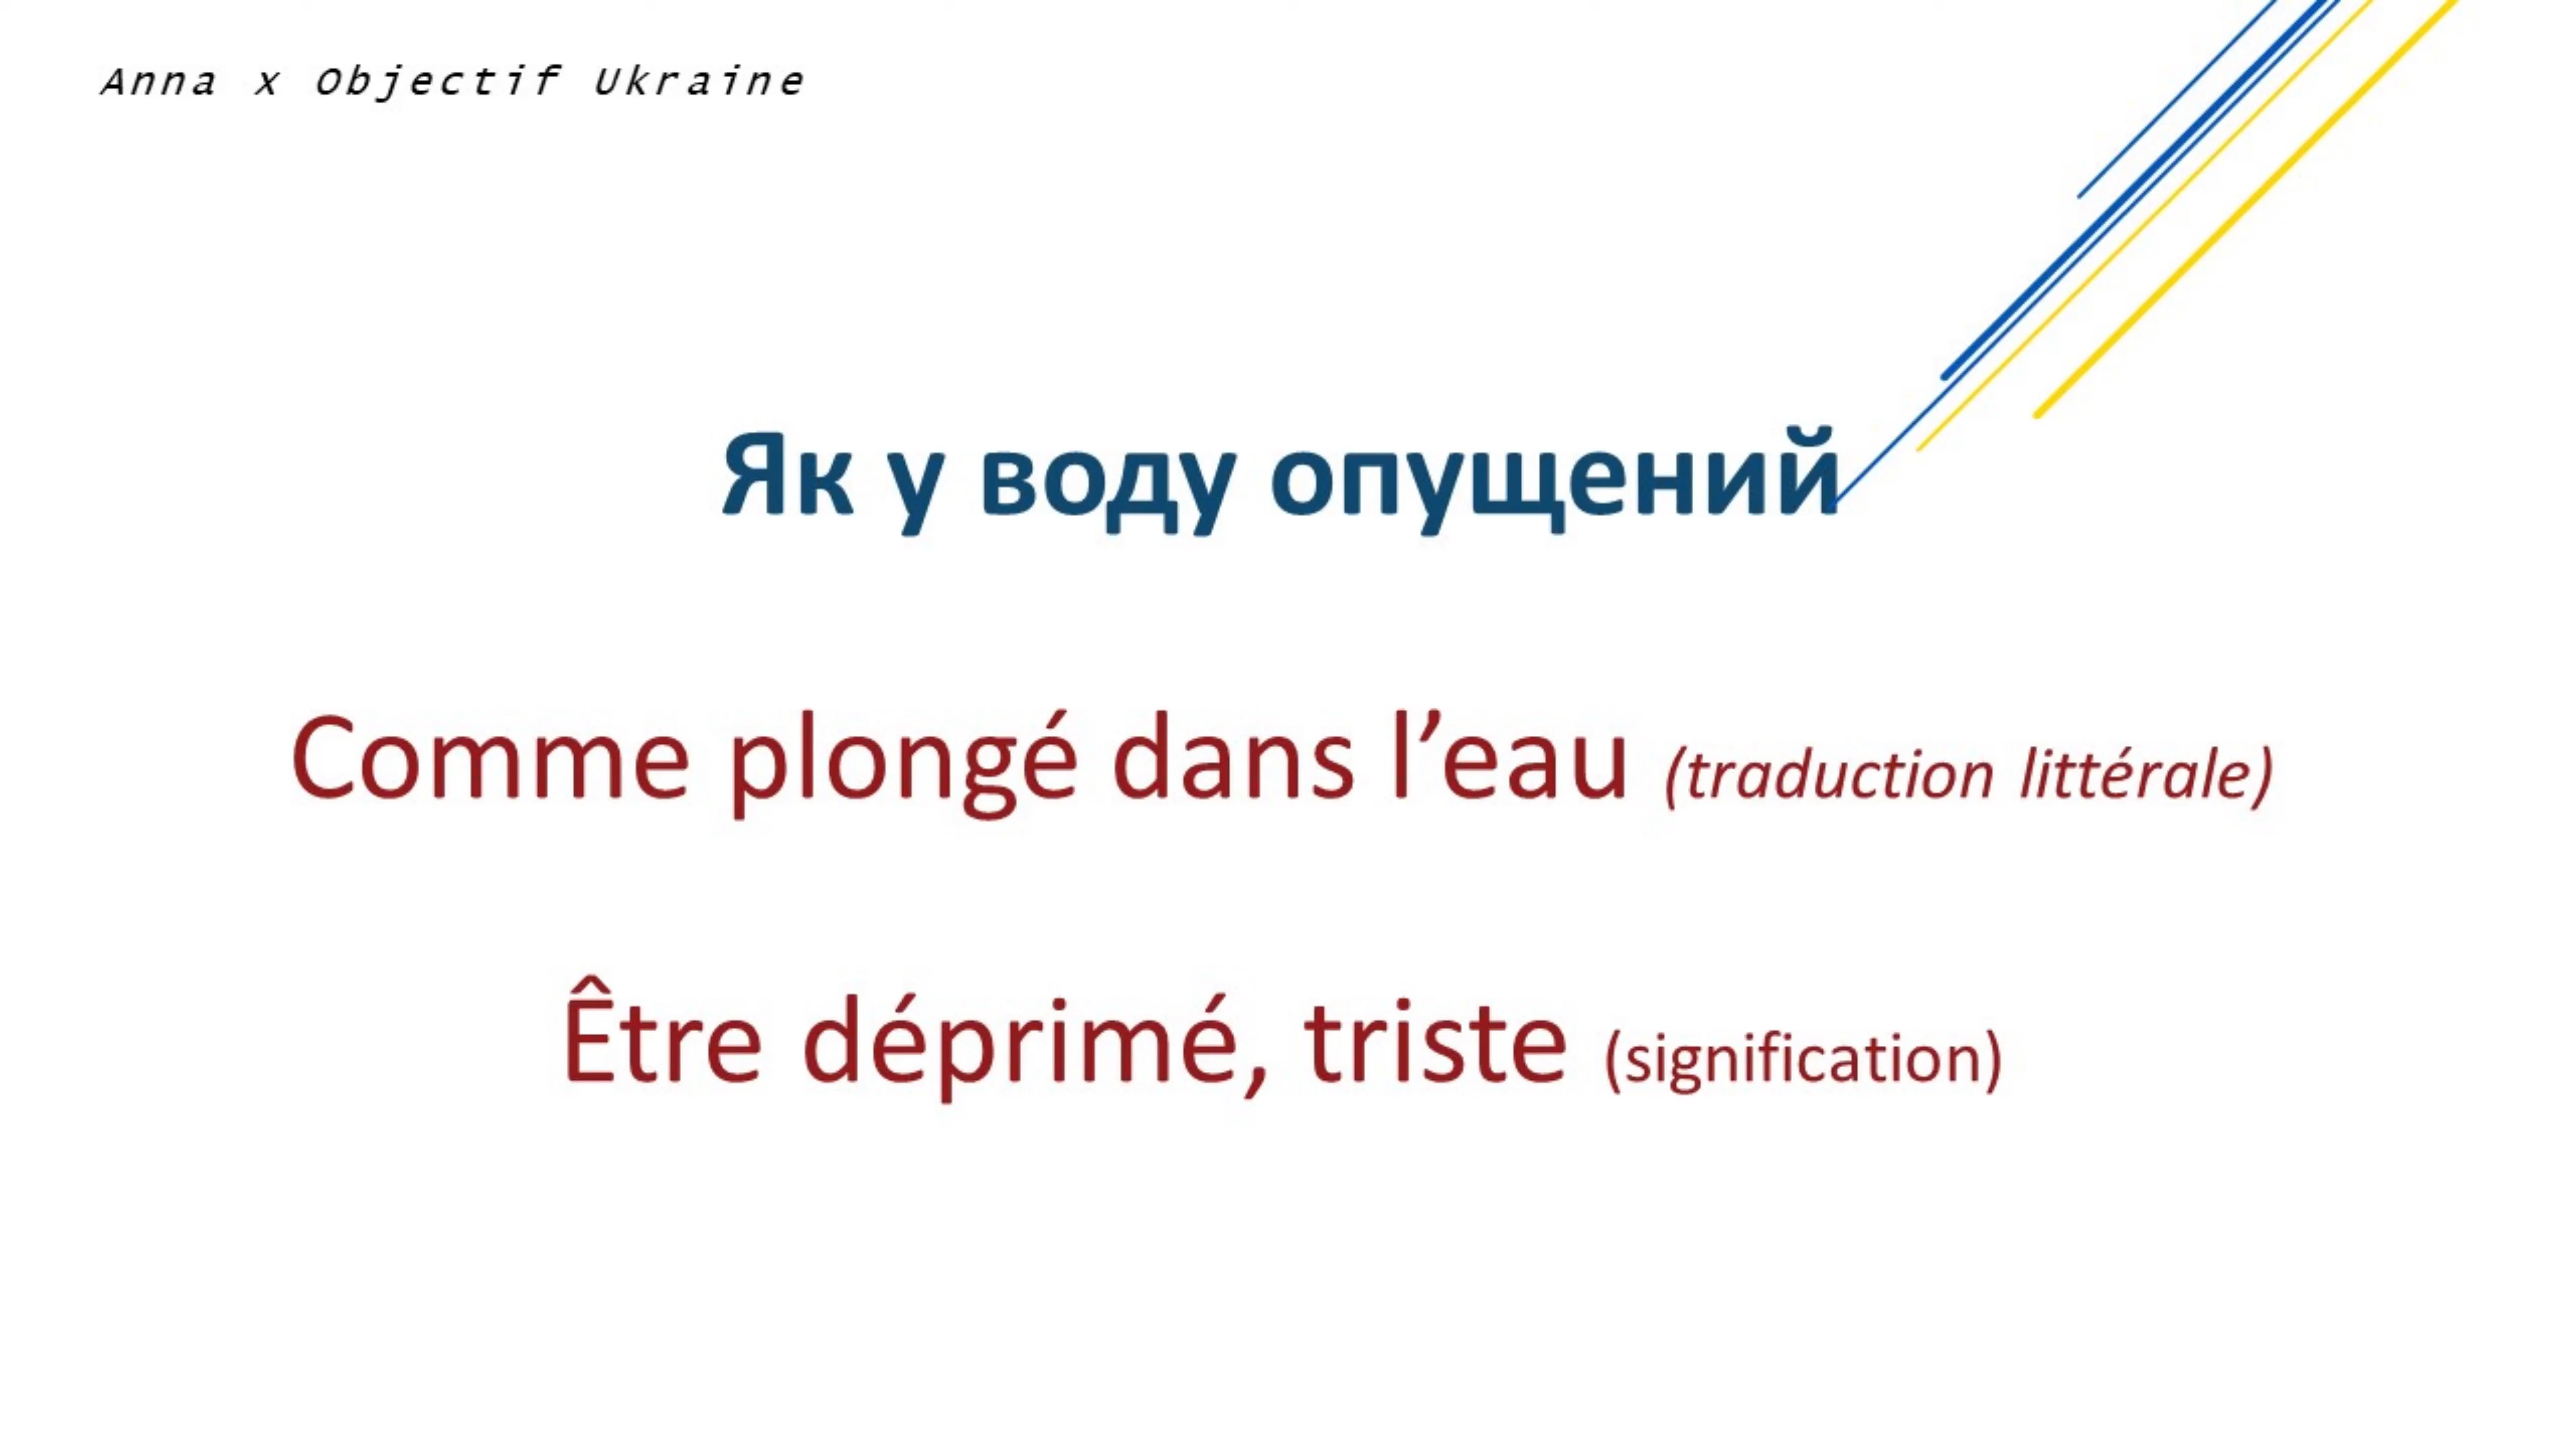 Anna x Objectif Ukraine
Як у воду опущений
Comme plongé dans l’eau (traduction littérale)
Être déprimé, triste (signification)